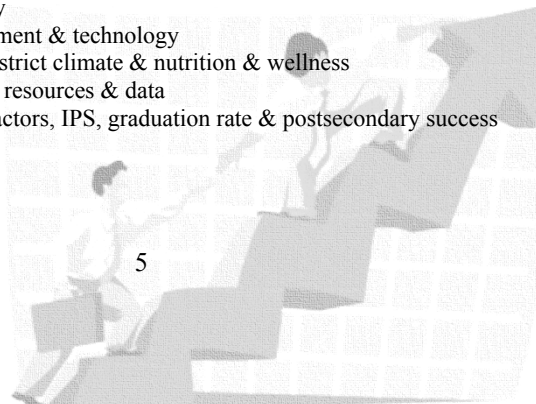 y
ment & technology
strict climate & nutrition & wellness
resources & data
actors, IPS, graduation rate & postsecondary success
5